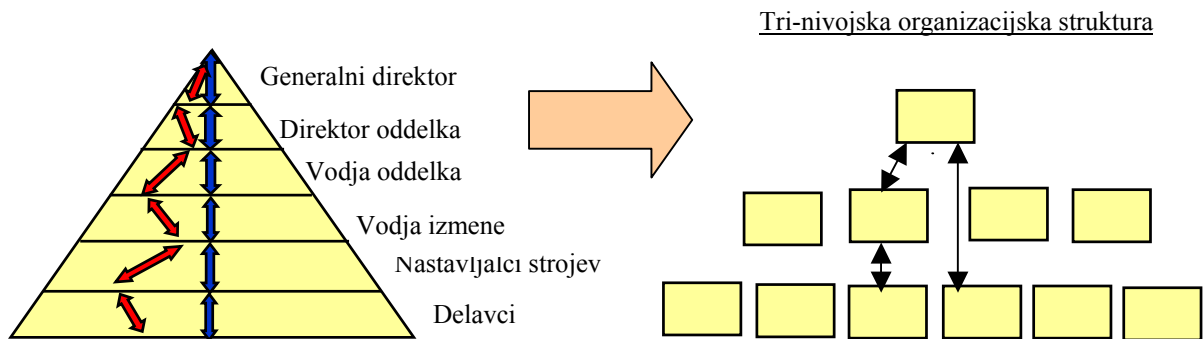 Tri-nivojska organizacijska struktura
Generalni direktor
Direktor oddelka
Vodja oddelka
Vodja izmene
Nastavljalci strojev
Delavci